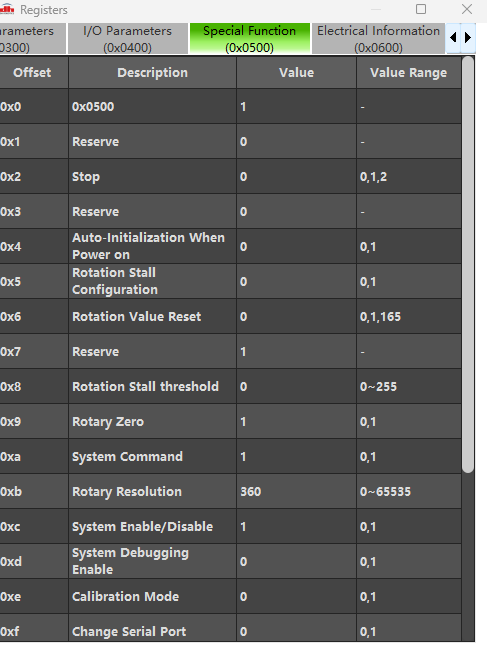 Registers
arameters I/O Parameters Special Function Electrical Information
0300) (0x0400) (0x0500) (0x0600)
Offset Description Value Value Range
0x0 0x0500 1 -
0x1 Reserve 0 -
0x2 Stop 0 0,1,2
0x3 Reserve 0 -
0x4 Auto-Initialization When Power on 0 0,1
0x5 Rotation Stall Configuration 0 0,1
0x6 Rotation Value Reset 0 0,1,165
0x7 Reserve 1 -
0x8 Rotation Stall threshold 0 0~255
0x9 Rotary Zero 1 0,1
0xa System Command 1 0,1
0xb Rotary Resolution 360 0~65535
0xc System Enable/Disable 1 0,1
0xd System Debugging Enable 0 0,1
0xe Calibration Mode 0 0,1
0xf Change Serial Port 0 0,1